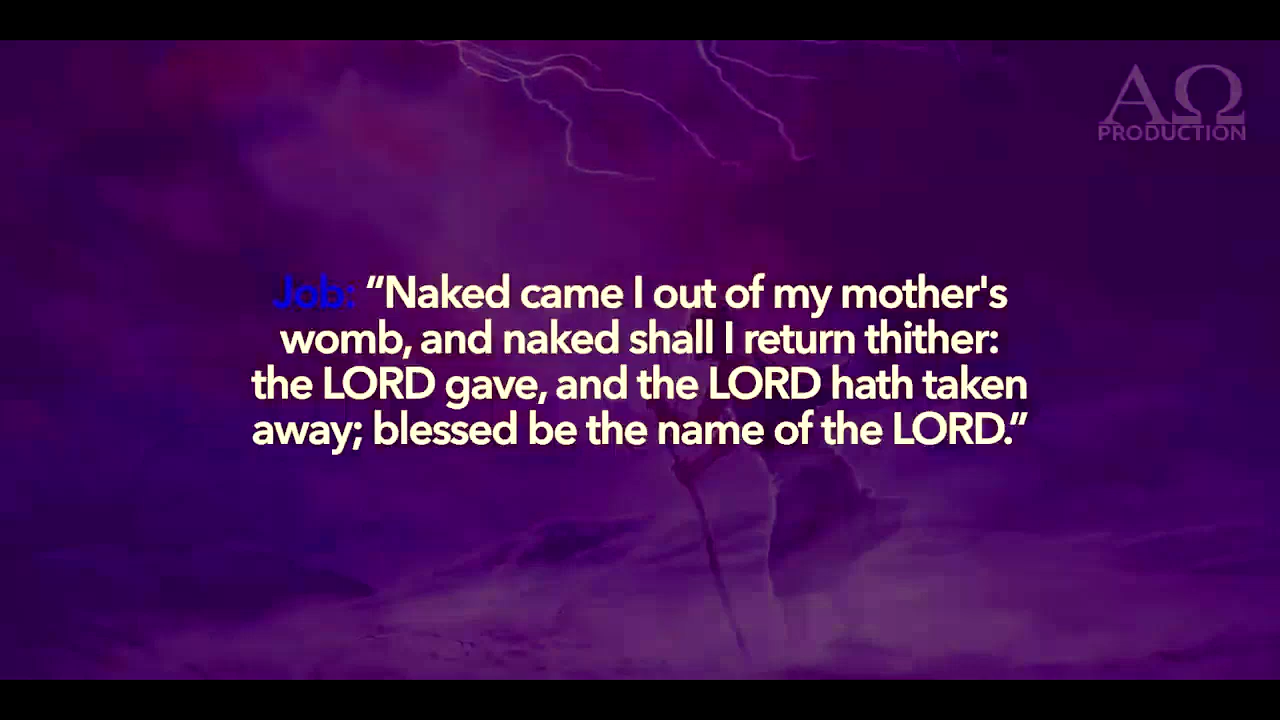 ΑΩ
PRODUCTION
Job: “Naked came I out of my mother's
womb, and naked shall I return thither:
the LORD gave, and the LORD hath taken
away; blessed be the name of the LORD.”